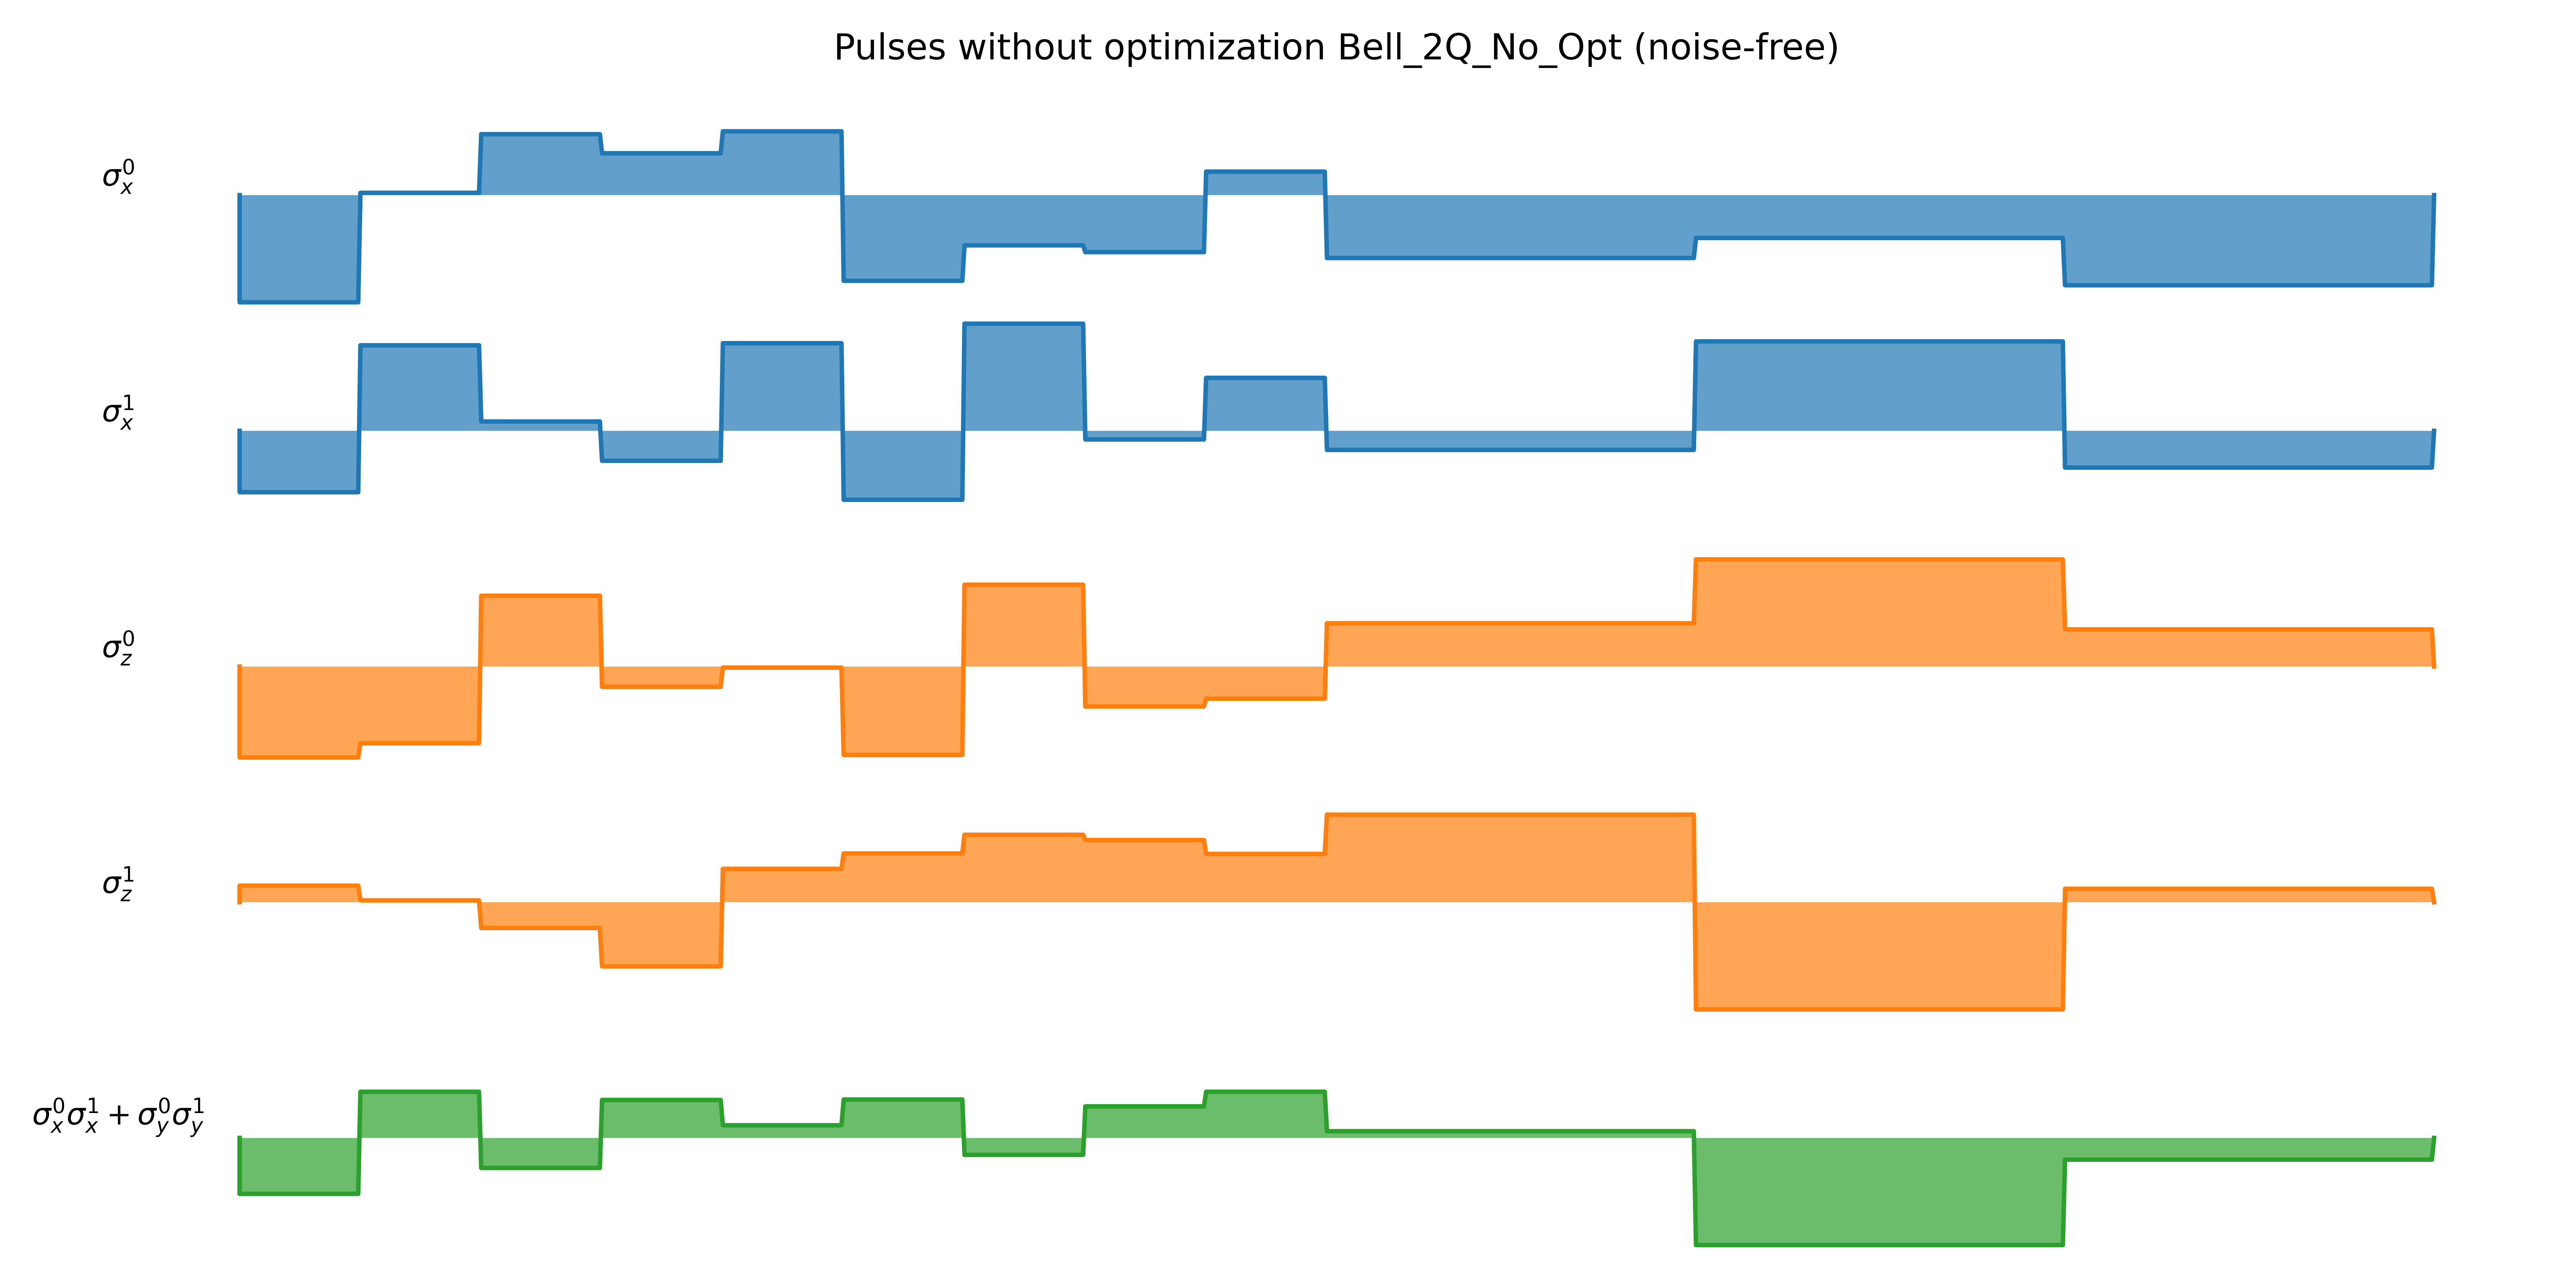 Pulses without optimization Bell_2Q_No_Opt (noise-free)
σ_x^0
σ_x^1
σ_z^0
σ_z^1
σ_x^0σ_x^1 + σ_y^0σ_y^1